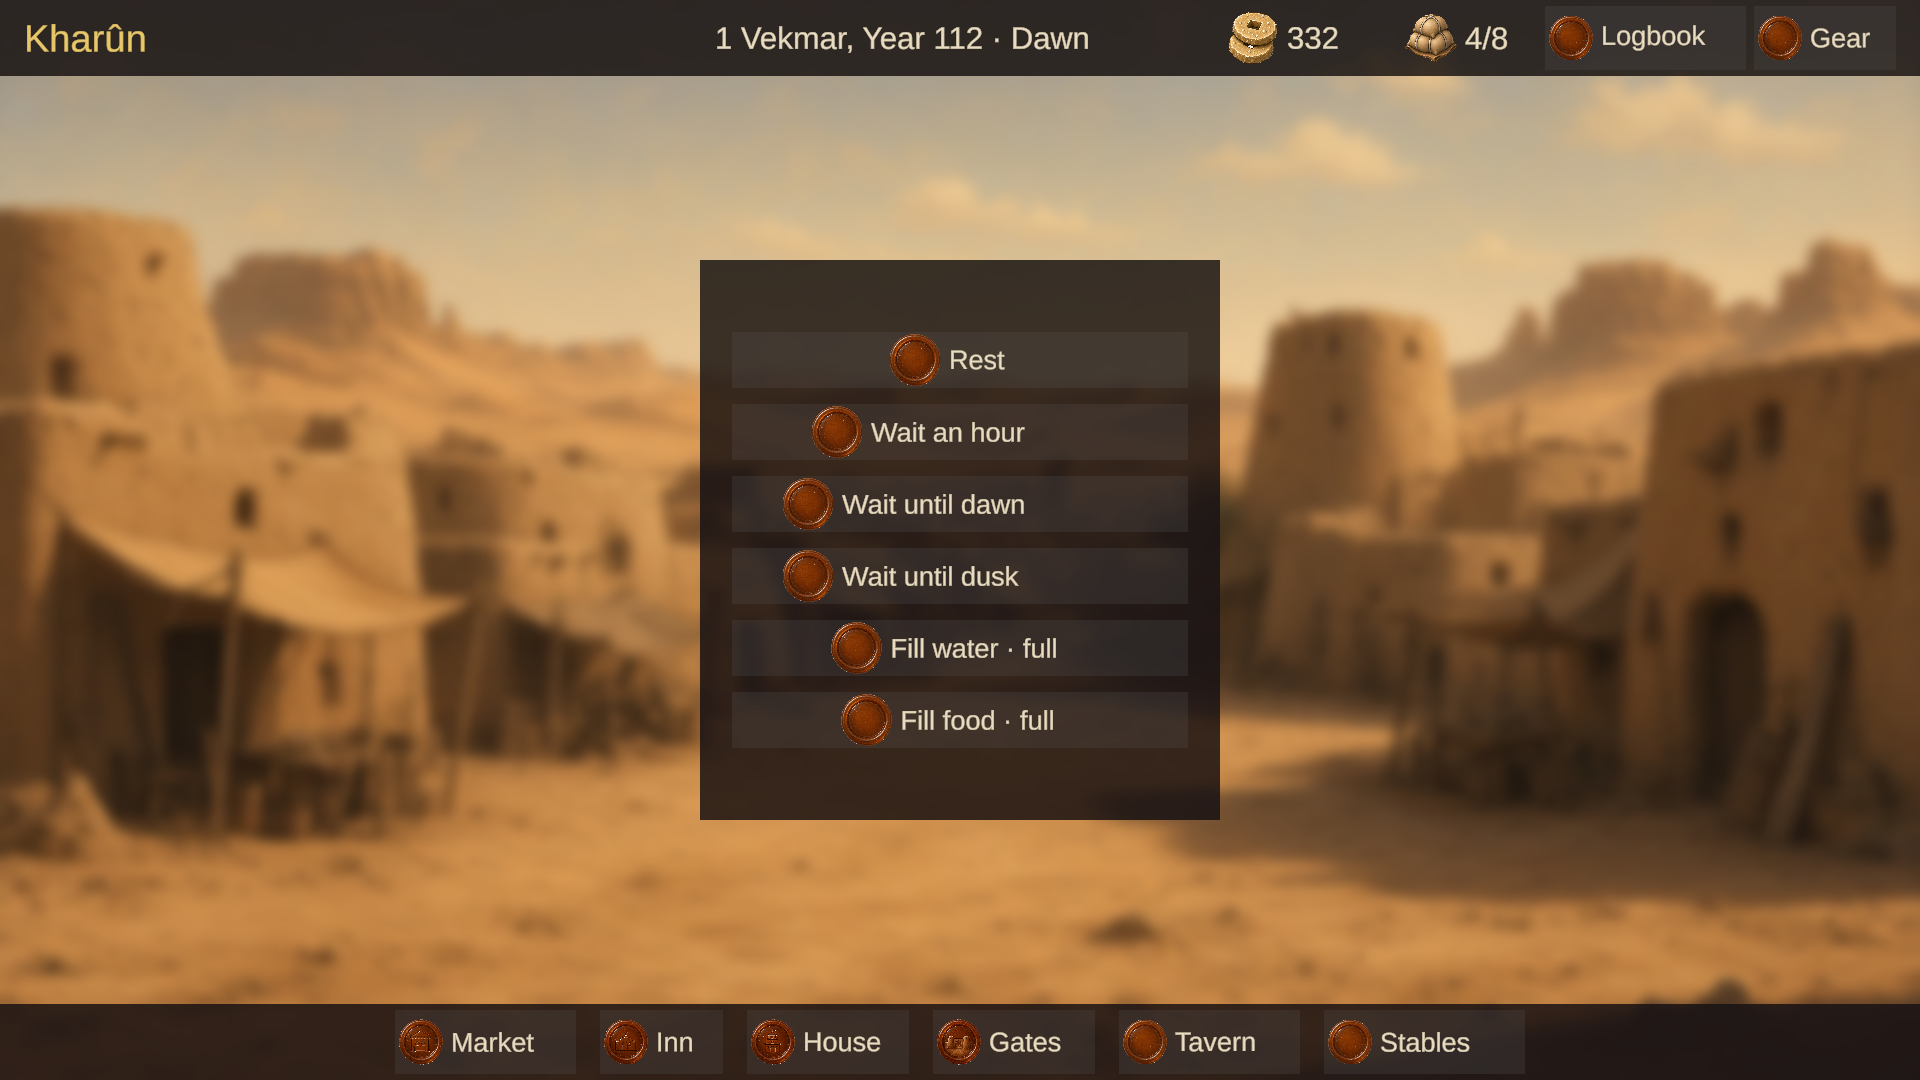 Kharûn
1 Vekmar, Year 112 · Dawn
332
4/8
Logbook
Gear
Rest
Wait an hour
Wait until dawn
Wait until dusk
Fill water · full
Fill food · full
Market
Inn
House
Gates
Tavern
Stables